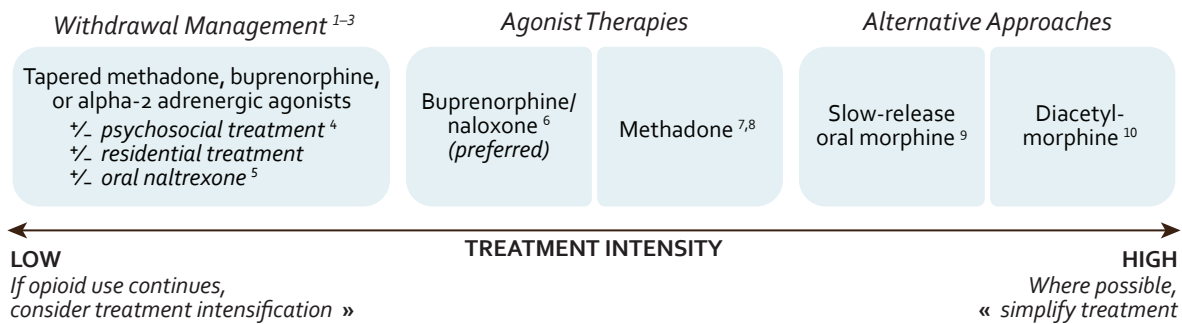 Withdrawal Management 1–3
Tapered methadone, buprenorphine,
or alpha-2 adrenergic agonists
+/− psychosocial treatment 4
+/− residential treatment
+/− oral naltrexone 5
Agonist Therapies
Buprenorphine/
naloxone 6
(preferred)
Methadone 7,8
Alternative Approaches
Slow-release
oral morphine 9
Diacetyl-
morphine 10
TREATMENT INTENSITY
LOW
If opioid use continues,
consider treatment intensification »
HIGH
Where possible,
« simplify treatment